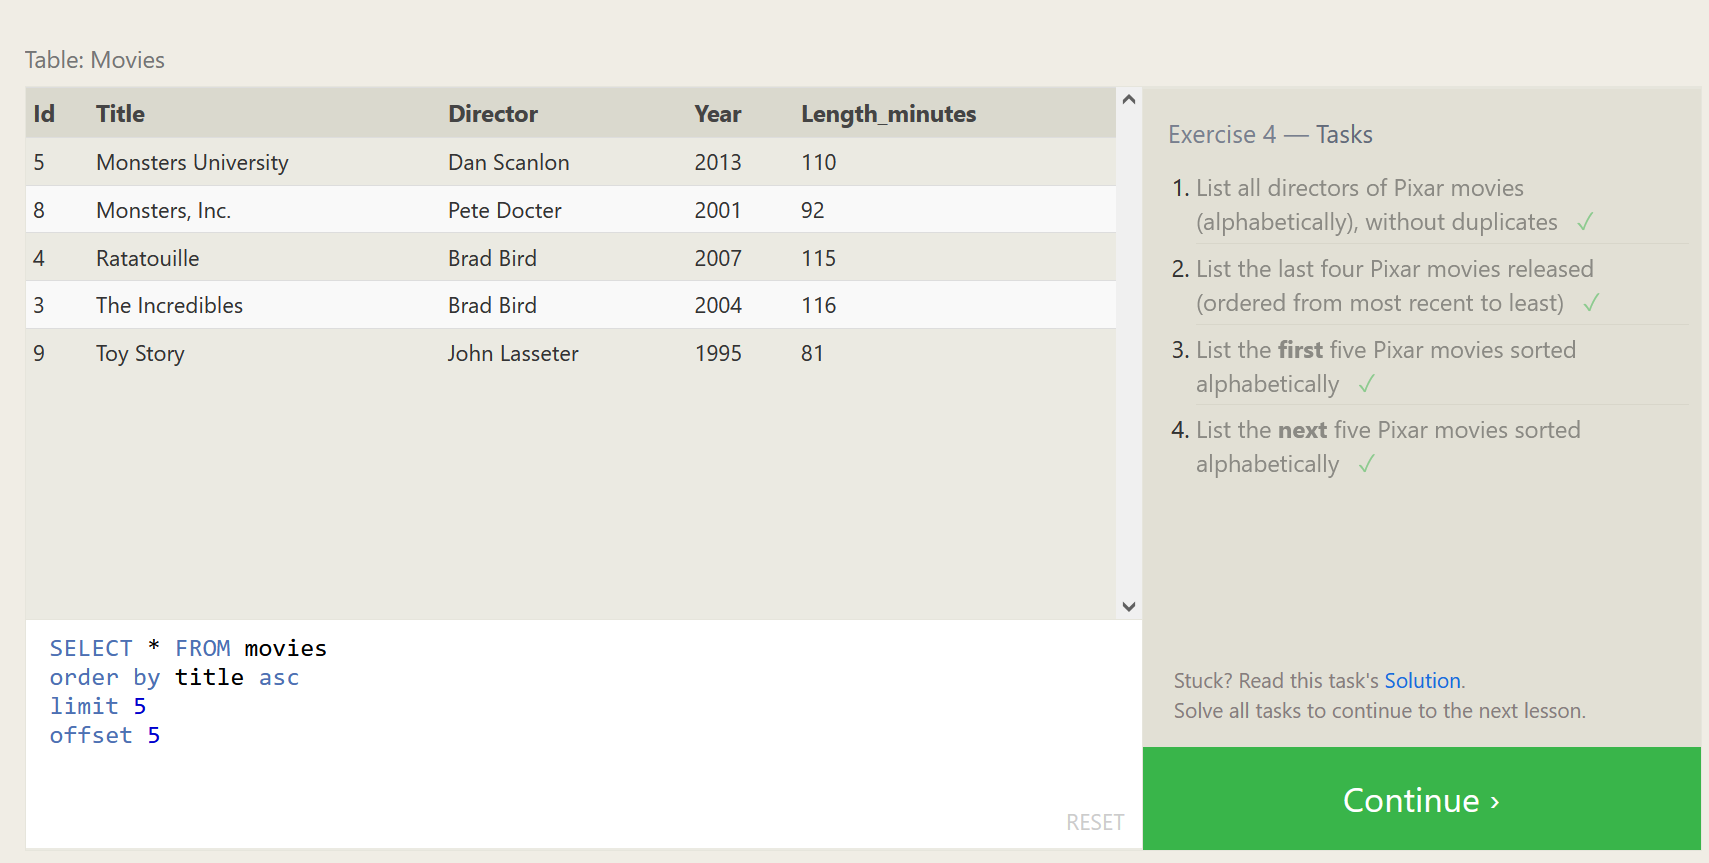 Table: Movies
Id Title Director Year Length_minutes
5 Monsters University Dan Scanlon 2013 110
8 Monsters, Inc. Pete Docter 2001 92
4 Ratatouille Brad Bird 2007 115
3 The Incredibles Brad Bird 2004 116
9 Toy Story John Lasseter 1995 81
SELECT * FROM movies
order by title asc
limit 5
offset 5
RESET
Exercise 4 — Tasks
1. List all directors of Pixar movies
(alphabetically), without duplicates ✓
2. List the last four Pixar movies released
(ordered from most recent to least) ✓
3. List the first five Pixar movies sorted
alphabetically ✓
4. List the next five Pixar movies sorted
alphabetically ✓
Stuck? Read this task's Solution.
Solve all tasks to continue to the next lesson.
Continue ›